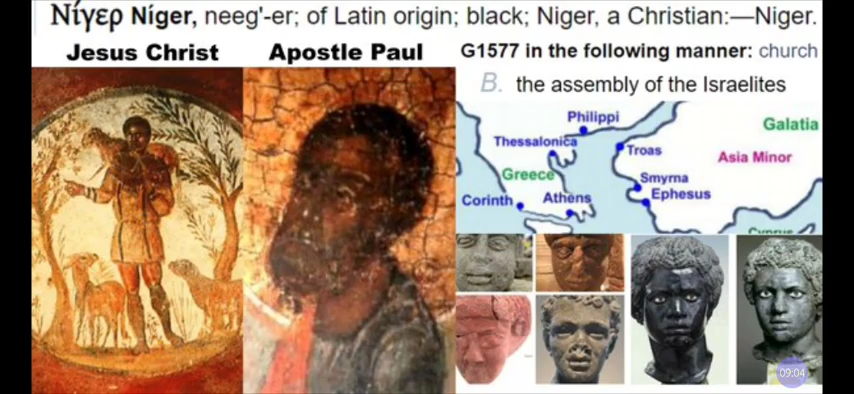 Νίγερ Níger, neeg'-er; of Latin origin; black; Niger, a Christian:—Niger.
Jesus Christ
Apostle Paul
G1577 in the following manner: church
B. the assembly of the Israelites
Philippi
Galatia
Thessalonica
Troas
Asia Minor
Greece
Smyrna
Ephesus
Corinth
Athens
Cyprus
09:04